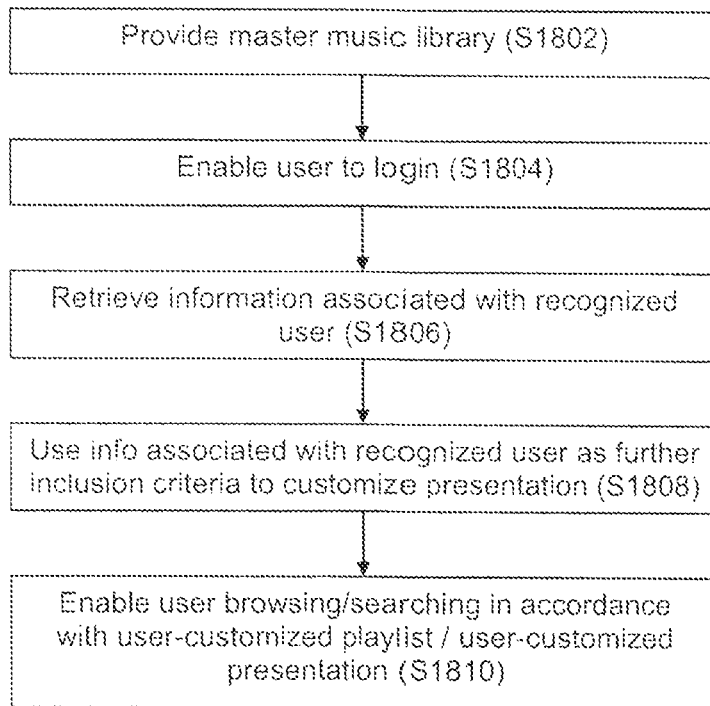 Provide master music library (S1802)
Enable user to login (S1804)
Retrieve information associated with recognized
user (S1806)
Use info associated with recognized user as further
inclusion criteria to customize presentation (S1808)
Enable user browsing/searching in accordance
with user-customized playlist / user-customized
presentation (S1810)